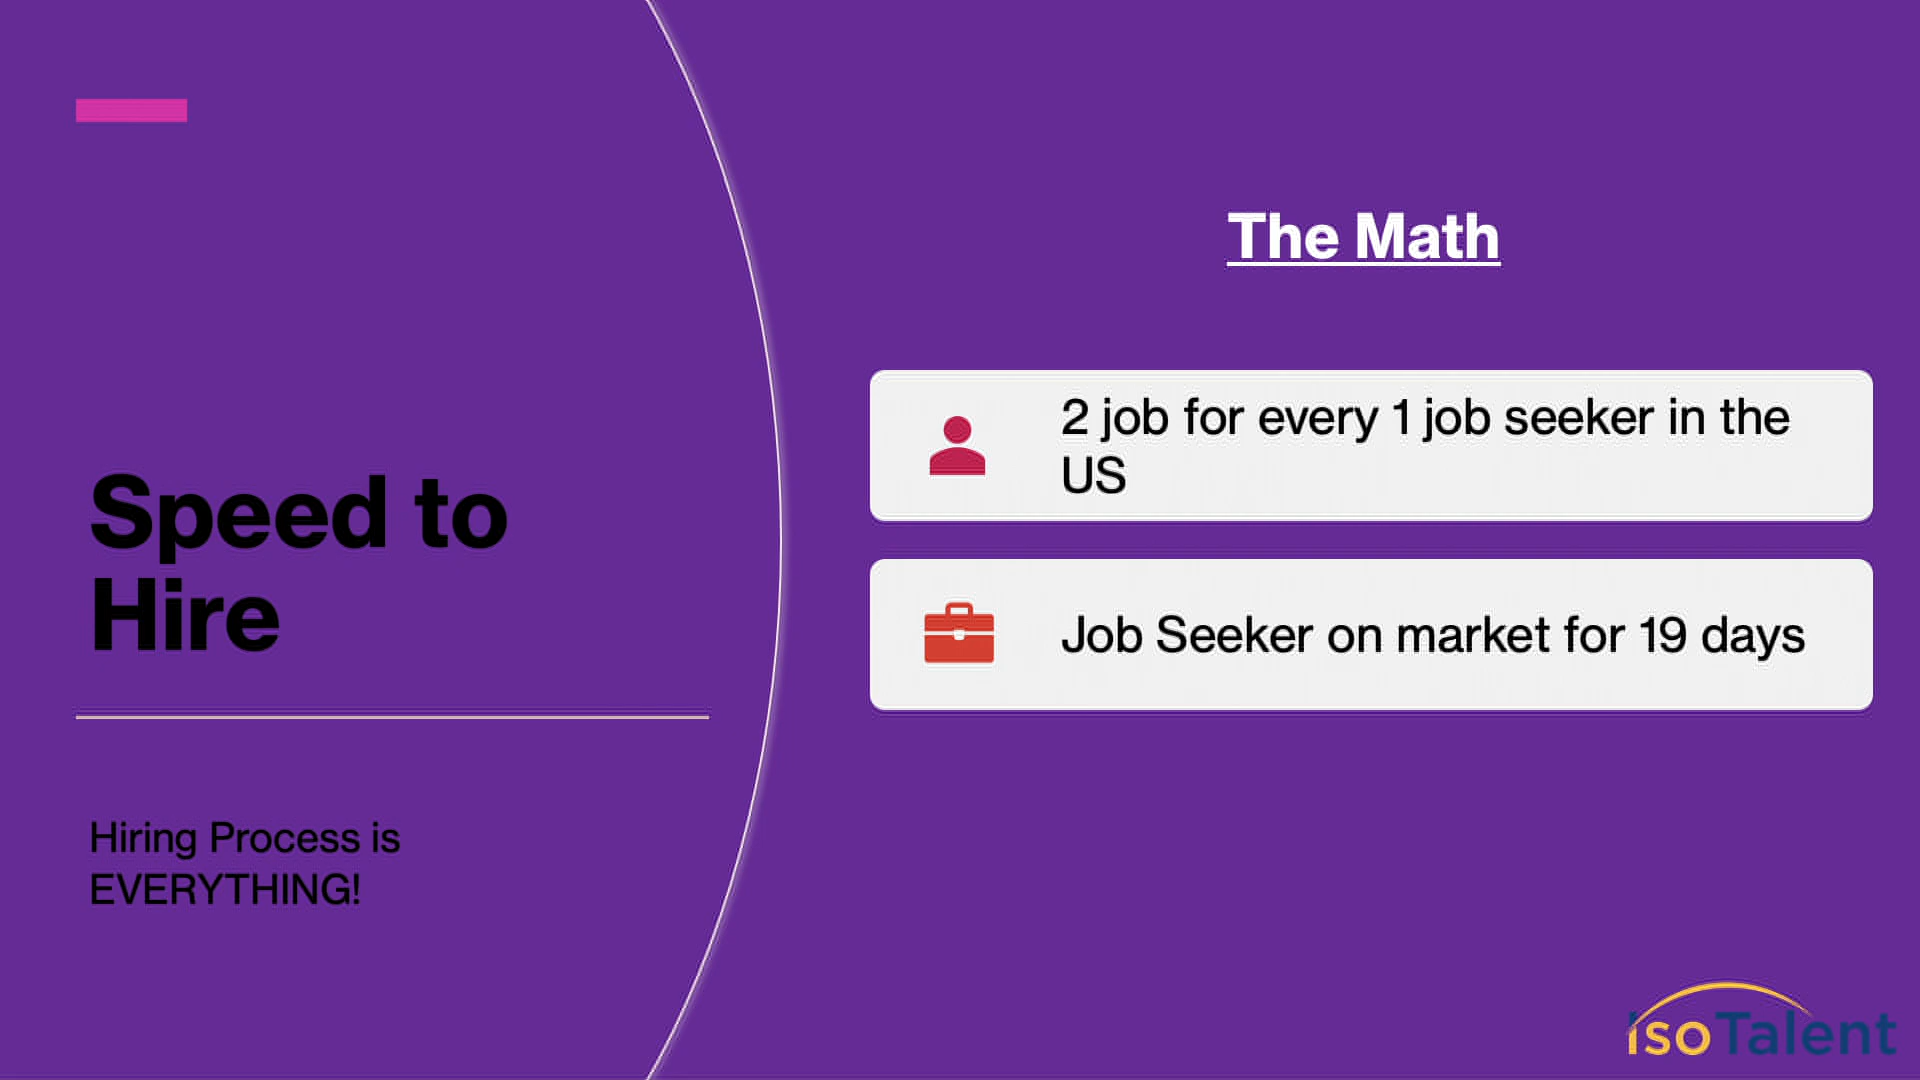 Speed to
Hire
Hiring Process is
EVERYTHING!
The Math
2 job for every 1 job seeker in the
US
Job Seeker on market for 19 days
isoTalent